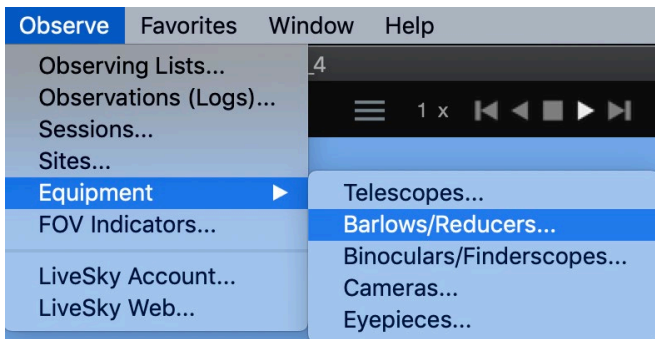 Observe Favorites Window Help
_4
1 x
Observing Lists...
Observations (Logs)...
Sessions...
Sites...
Equipment
FOV Indicators...
LiveSky Account...
LiveSky Web...
Telescopes...
Barlows/Reducers...
Binoculars/Finderscopes...
Cameras...
Eyepieces...